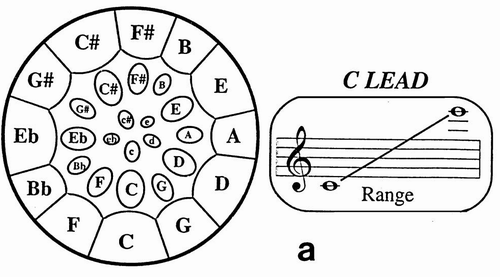 F#
C# B
G# E
Eb A
Bb D
F G
C
C# F# B
G# E
Eb A
Bb D
F C G
c# e
eb d
c
C LEAD
Range
a